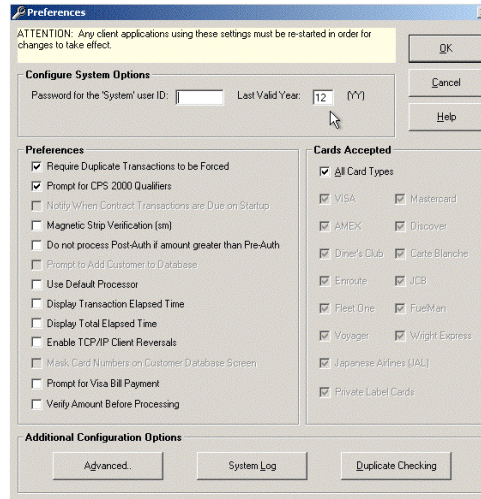 Preferences
ATTENTION: Any client applications using these settings must be re-started in order for
changes to take effect.
OK
Cancel
Help
Configure System Options
Password for the 'System' user ID:
Last Valid Year: 12 (YY)
Preferences
Require Duplicate Transactions to be Forced
Prompt for CPS 2000 Qualifiers
Notify When Contract Transactions are Due on Startup
Magnetic Strip Verification (sm)
Do not process Post-Auth if amount greater than Pre-Auth
Prompt to Add Customer to Database
Use Default Processor
Display Transaction Elapsed Time
Display Total Elapsed Time
Enable TCP/IP Client Reversals
Mask Card Numbers on Customer Database Screen
Prompt for Visa Bill Payment
Verify Amount Before Processing
Cards Accepted
All Card Types
VISA Mastercard
AMEX Discover
Diner's Club Carte Blanche
Enroute JCB
Fleet One FuelMan
Voyager Wright Express
Japanese Airlines (JAL)
Private Label Cards
Additional Configuration Options
Advanced..
System Log
Duplicate Checking